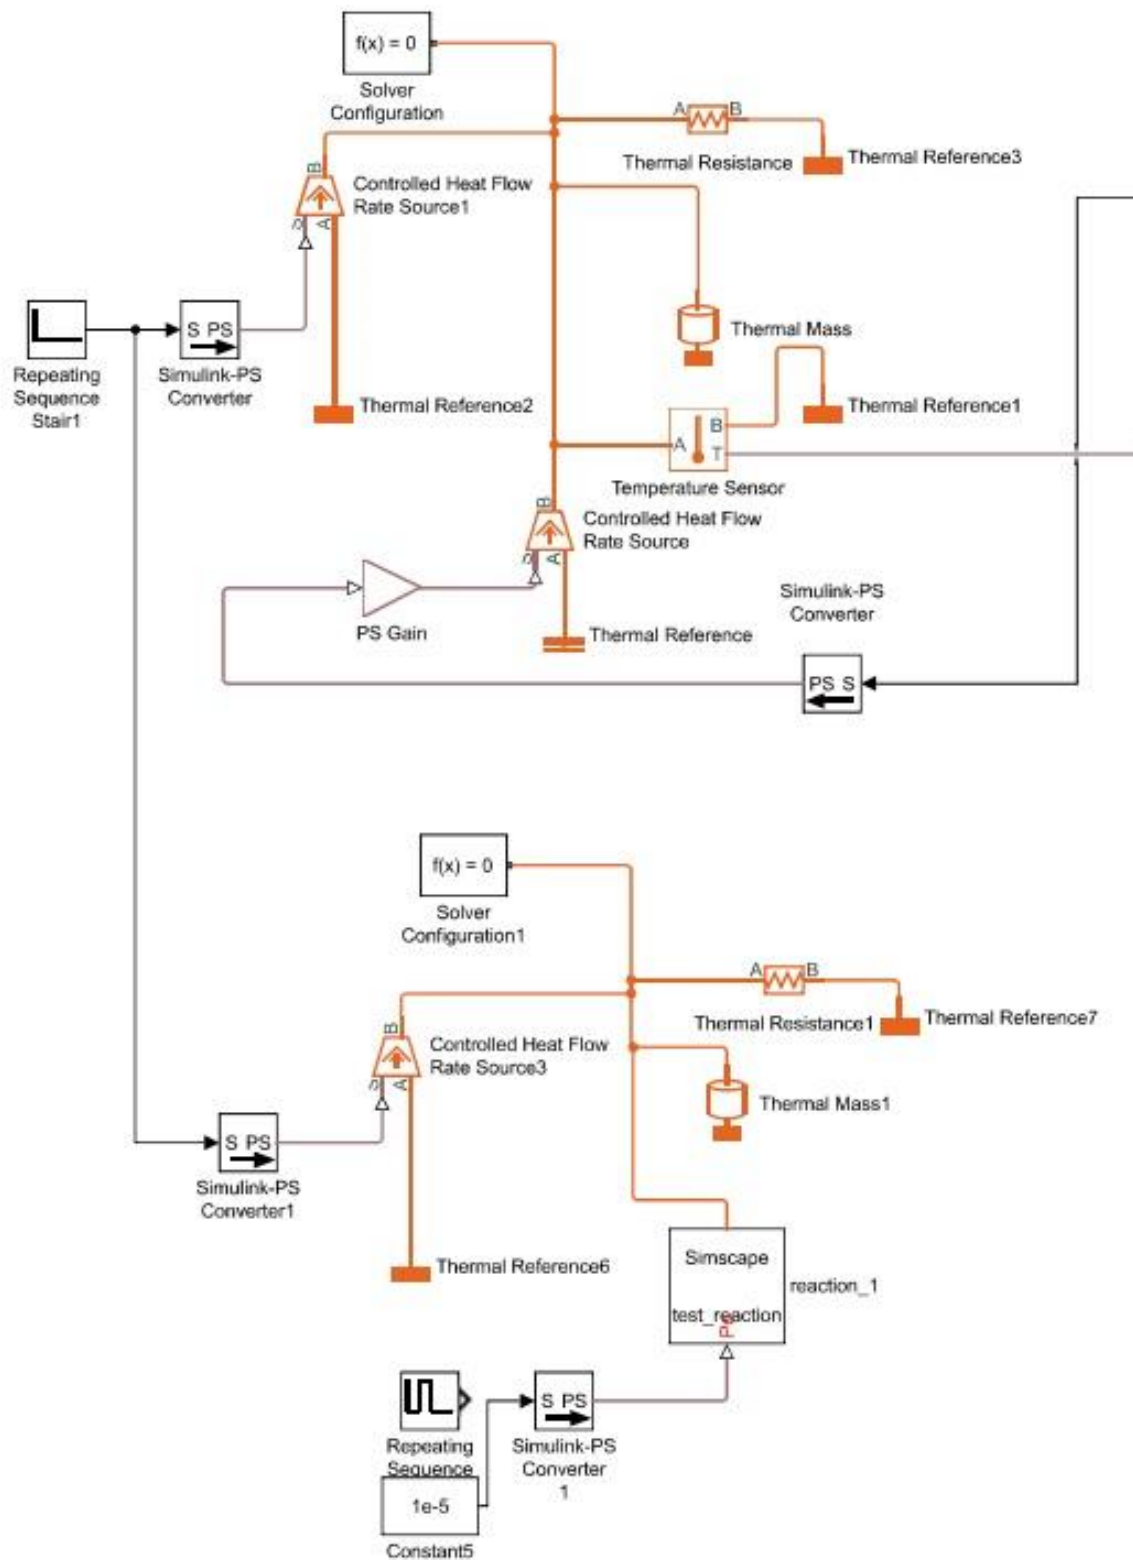 f(x) = 0
Solver
Configuration
A
B
Thermal Resistance
Thermal Reference3
B
Controlled Heat Flow
Rate Source1
S
A
S PS
Thermal Mass
Repeating
Sequence
Stair1
Simulink-PS
Converter
Thermal Reference2
Thermal Reference1
A
B
T
Temperature Sensor
B
Controlled Heat Flow
Rate Source
S
A
PS Gain
Thermal Reference
Simulink-PS
Converter
PS S
f(x) = 0
Solver
Configuration1
A
B
Thermal Resistance1
Thermal Reference7
B
Controlled Heat Flow
Rate Source3
S
A
Thermal Mass1
S PS
Simulink-PS
Converter1
Thermal Reference6
Simscape
reaction_1
test_reaction
S PS
Repeating
Sequence
Simulink-PS
Converter
1
1e-5
Constant5